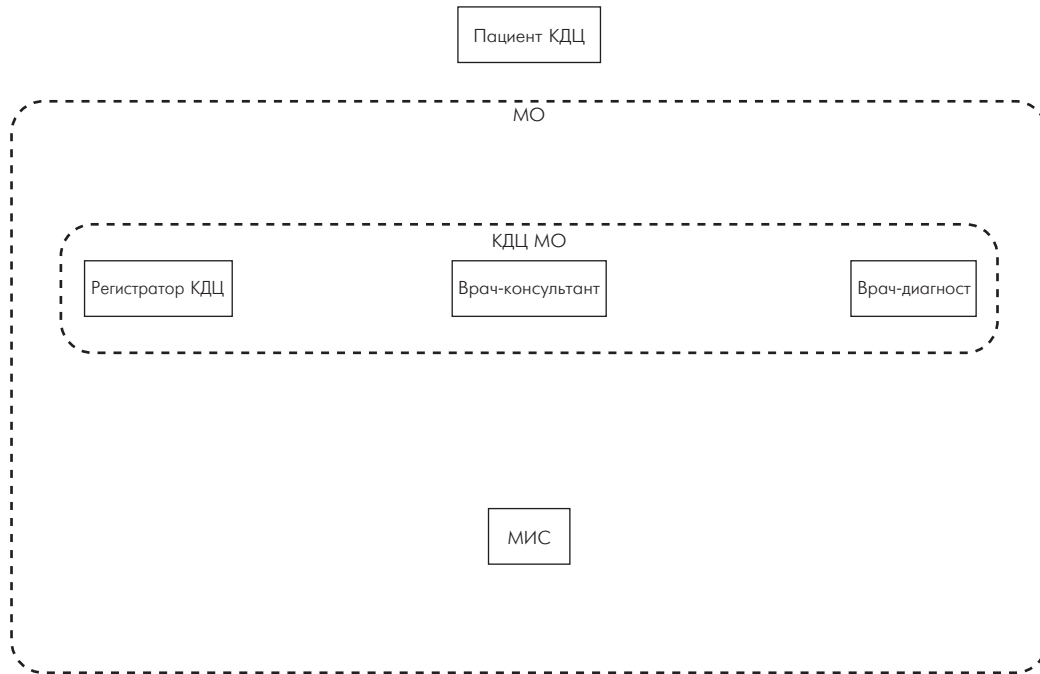 Пациент КДЦ
МО
КДЦ МО
Регистратор КДЦ
Врач-консультант
Врач-диагност
МИС